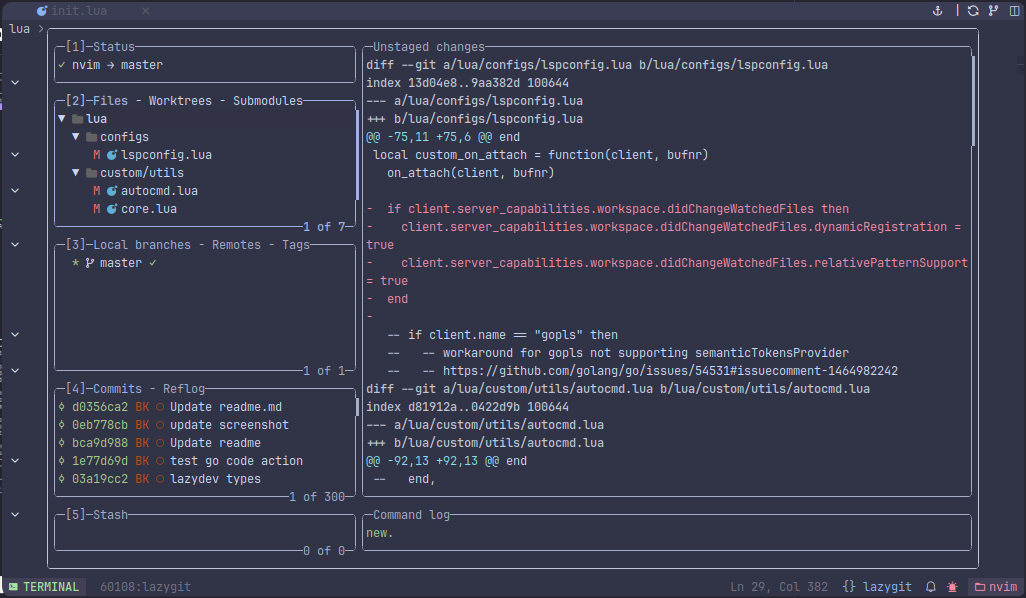 init.lua
lua
[1]-Status
✓ nvim → master
[2]-Files - Worktrees - Submodules
▼ lua
▼ configs
M lspconfig.lua
▼ custom/utils
M autocmd.lua
M core.lua
1 of 7
[3]-Local branches - Remotes - Tags
* master ✓
1 of 1
[4]-Commits - Reflog
d0356ca2 BK ○ Update readme.md
0eb778cb BK ○ update screenshot
bca9d988 BK ○ Update readme
1e77d69d BK ○ test go code action
03a19cc2 BK ○ lazydev types
1 of 300
[5]-Stash
0 of 0
Unstaged changes
diff --git a/lua/configs/lspconfig.lua b/lua/configs/lspconfig.lua
index 13d04e8..9aa382d 100644
--- a/lua/configs/lspconfig.lua
+++ b/lua/configs/lspconfig.lua
@@ -75,11 +75,6 @@ end
local custom_on_attach = function(client, bufnr)
on_attach(client, bufnr)
-  if client.server_capabilities.workspace.didChangeWatchedFiles then
-    client.server_capabilities.workspace.didChangeWatchedFiles.dynamicRegistration =
true
-    client.server_capabilities.workspace.didChangeWatchedFiles.relativePatternSupport
= true
-  end
-
-- if client.name == "gopls" then
--   -- workaround for gopls not supporting semanticTokensProvider
--   -- https://github.com/golang/go/issues/54531#issuecomment-1464982242
diff --git a/lua/custom/utils/autocmd.lua b/lua/custom/utils/autocmd.lua
index d81912a..0422d9b 100644
--- a/lua/custom/utils/autocmd.lua
+++ b/lua/custom/utils/autocmd.lua
@@ -92,13 +92,13 @@ end
--   end,
Command log
new.
TERMINAL 60108:lazygit Ln 29, Col 382 {} lazygit nvim